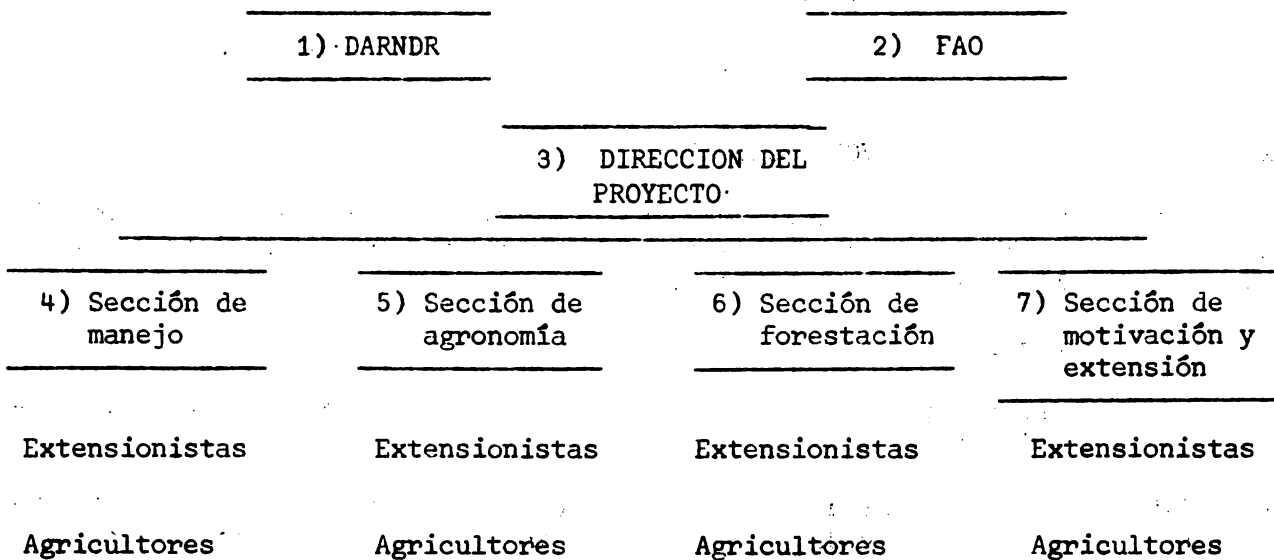 1) DARNDR
2) FAO
3) DIRECCION DEL
PROYECTO
4) Sección de
manejo
5) Sección de
agronomía
6) Sección de
forestación
7) Sección de
motivación y
extensión
Extensionistas
Extensionistas
Extensionistas
Extensionistas
Agricultores
Agricultores
Agricultores
Agricultores